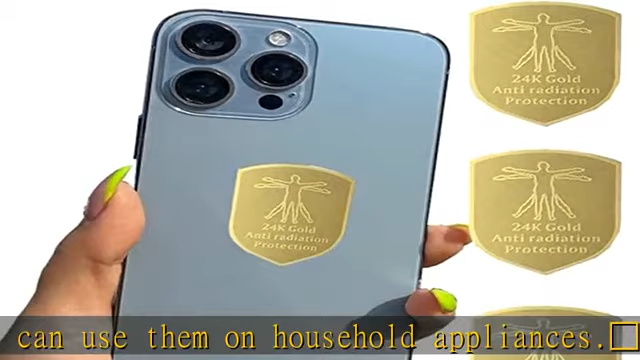 24K Gold
Anti radiation
Protection
24K Gold
Anti radiation
Protection
24K Gold
Anti radiation
Protection
can use them on household appliances.